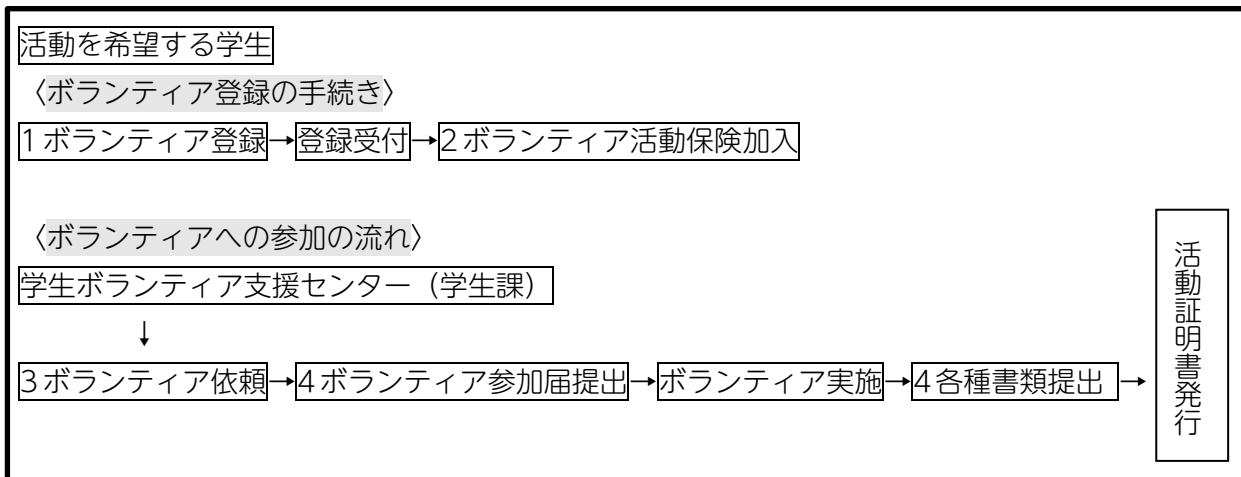 活動を希望する学生
〈ボランティア登録の手続き〉
1ボランティア登録→登録受付→2ボランティア活動保険加入
〈ボランティアへの参加の流れ〉
学生ボランティア支援センター（学生課）
↓
3ボランティア依頼→4ボランティア参加届提出→ボランティア実施→4各種書類提出→
活動証明書発行